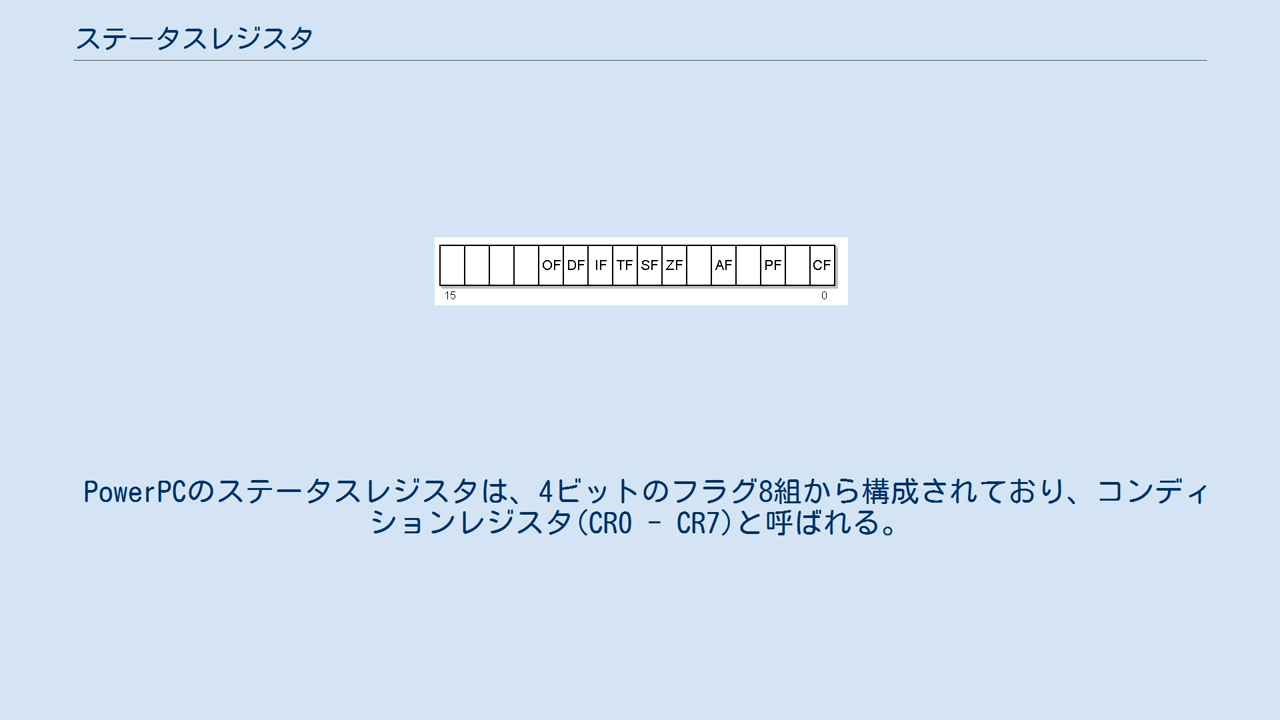 ステータスレジスタ
OF DF IF TF SF ZF AF PF CF
15 0
PowerPCのステータスレジスタは、4ビットのフラグ8組から構成されており、コンディ
ションレジスタ(CR0 - CR7)と呼ばれる。